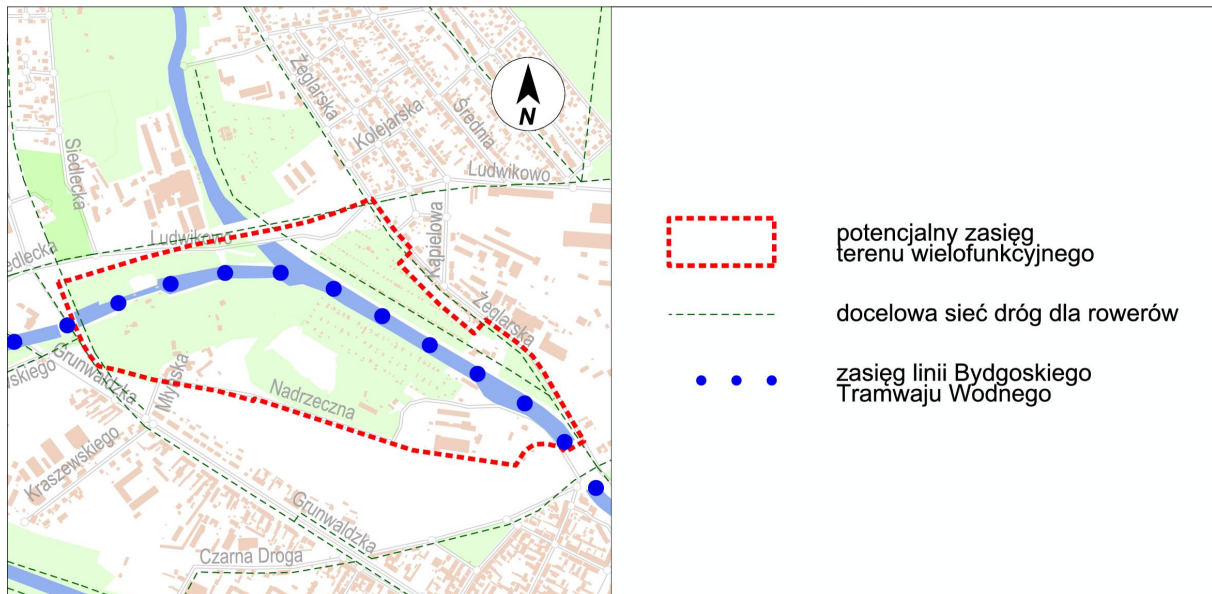 Żeglarska
Kolejarska
Średnia
N
Siedlecka
Ludwikowo
Ludwikowo
edlecka
Kąpielowa
Żeglarska
wskiego
Grunwaldzka
Młyńska
Nadrzeczna
Kraszewskiego
Grunwaldzka
Czarna Droga
potencjalny zasięg
terenu wielofunkcyjnego
docelowa sieć dróg dla rowerów
zasięg linii Bydgoskiego
Tramwaju Wodnego